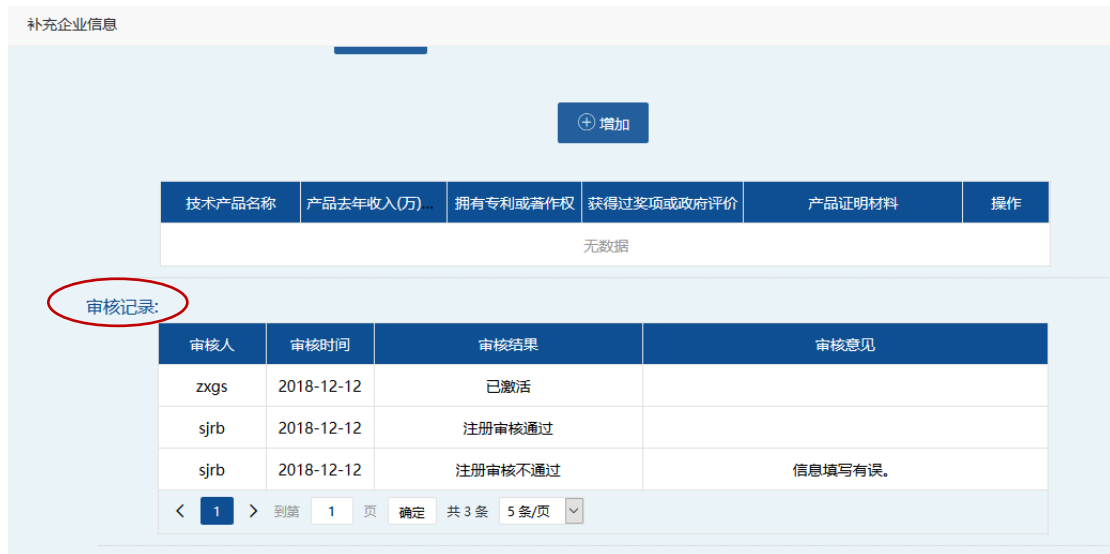 补充企业信息
增加
技术产品名称 产品去年收入(万)... 拥有专利或著作权 获得过奖项或政府评价 产品证明材料 操作
无数据
审核记录:
审核人 审核时间 审核结果 审核意见
zxgs 2018-12-12 已激活
sjrb 2018-12-12 注册审核通过
sjrb 2018-12-12 注册审核不通过 信息填写有误。
< 1 > 到第 1 页 确定 共 3 条 5 条/页